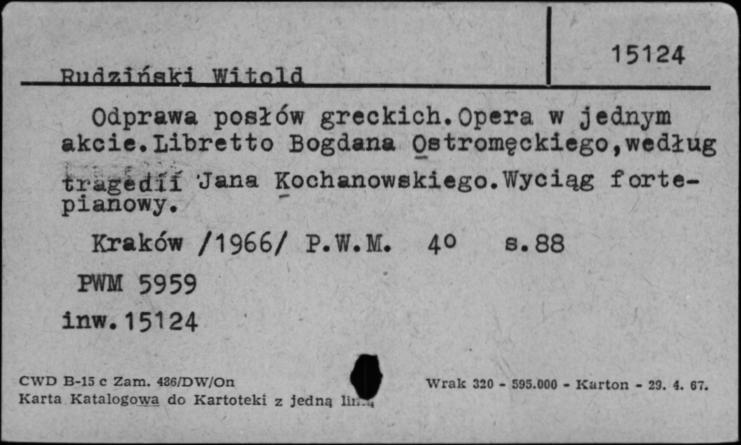 15124
Rudziński Witold
Odprawa posłów greckich.Opera w jednym
akcie.Libretto Bogdana Ostromęckiego,według
tragedii Jana Kochanowskiego.Wyciąg forte-
pianowy.
Kraków /1966/ P.W.M. 4o s.88
PWM 5959
inw.15124
CWD B-15 c Zam. 486/DW/On
Wrak 320 - 595.000 - Karton - 29. 4. 67.
Karta Katalogowa do Kartoteki z jedną